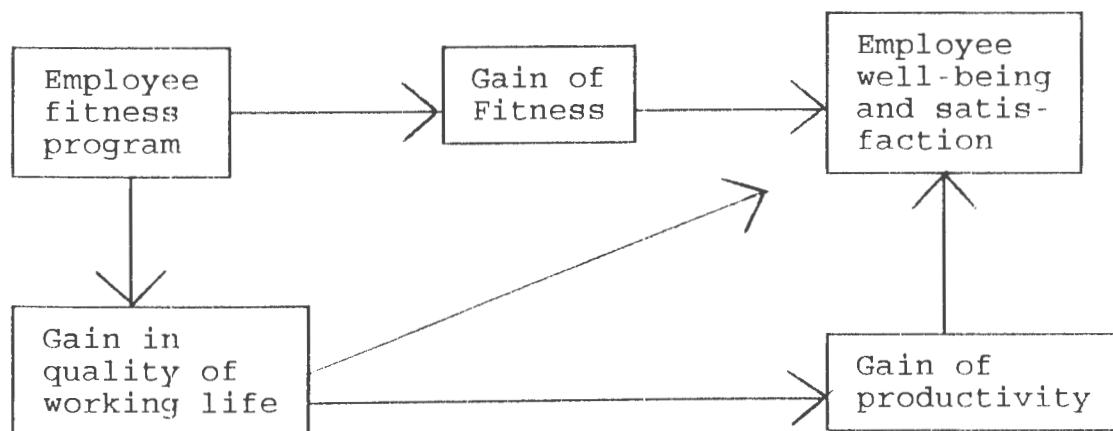 Employee
fitness
program
Gain of
Fitness
Employee
well-being
and satis-
faction
Gain in
quality of
working life
Gain of
productivity